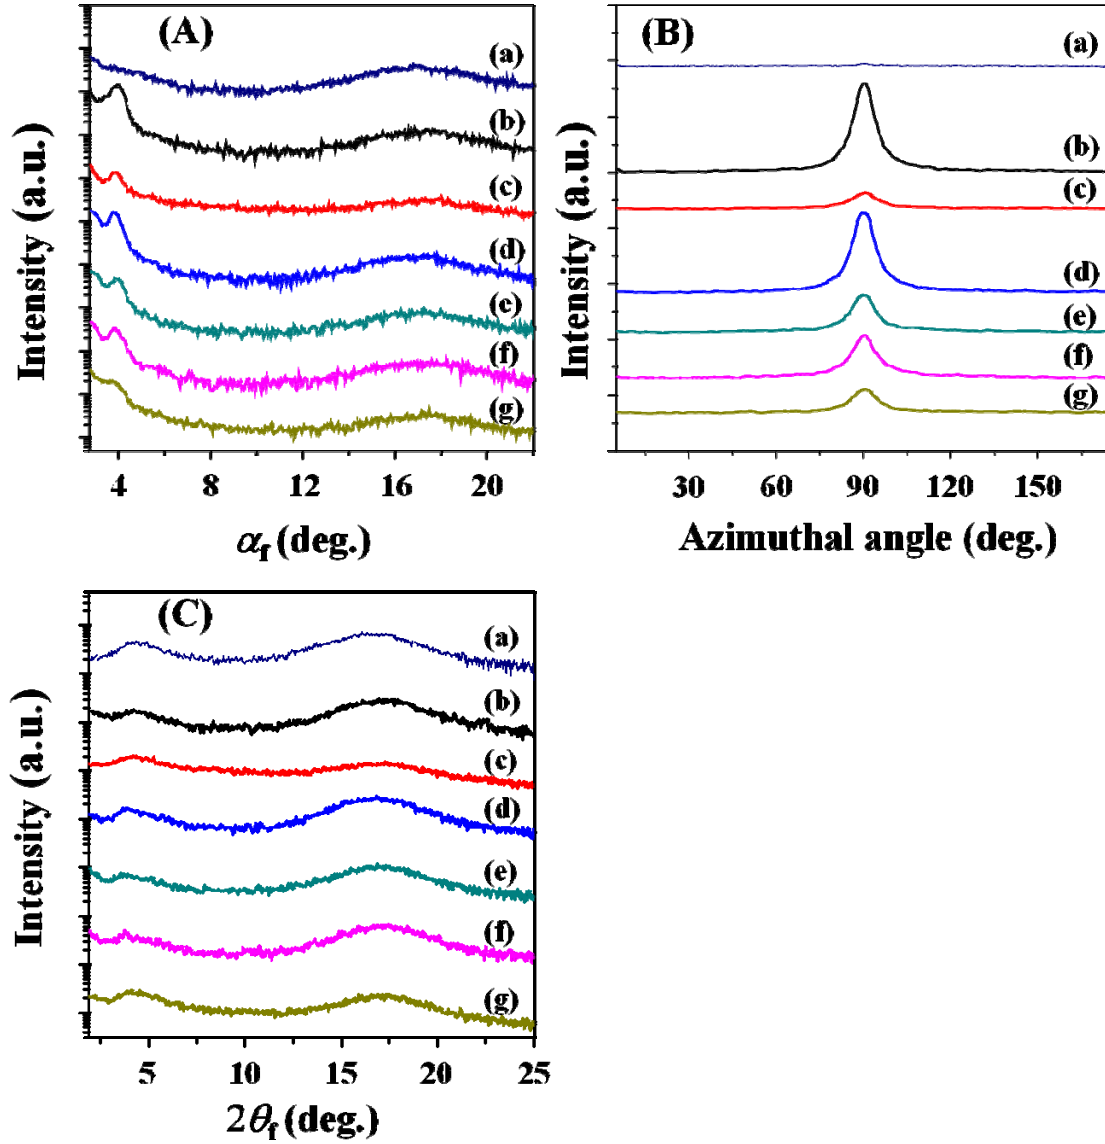 (A)
(a)
(b)
(c)
(d)
(e)
(f)
(g)
Intensity (a.u.)
4 8 12 16 20
αf (deg.)
(B)
(a)
(b)
(c)
(d)
(e)
(f)
(g)
Intensity (a.u.)
30 60 90 120 150
Azimuthal angle (deg.)
(C)
(a)
(b)
(c)
(d)
(e)
(f)
(g)
Intensity (a.u.)
5 10 15 20 25
2θf (deg.)